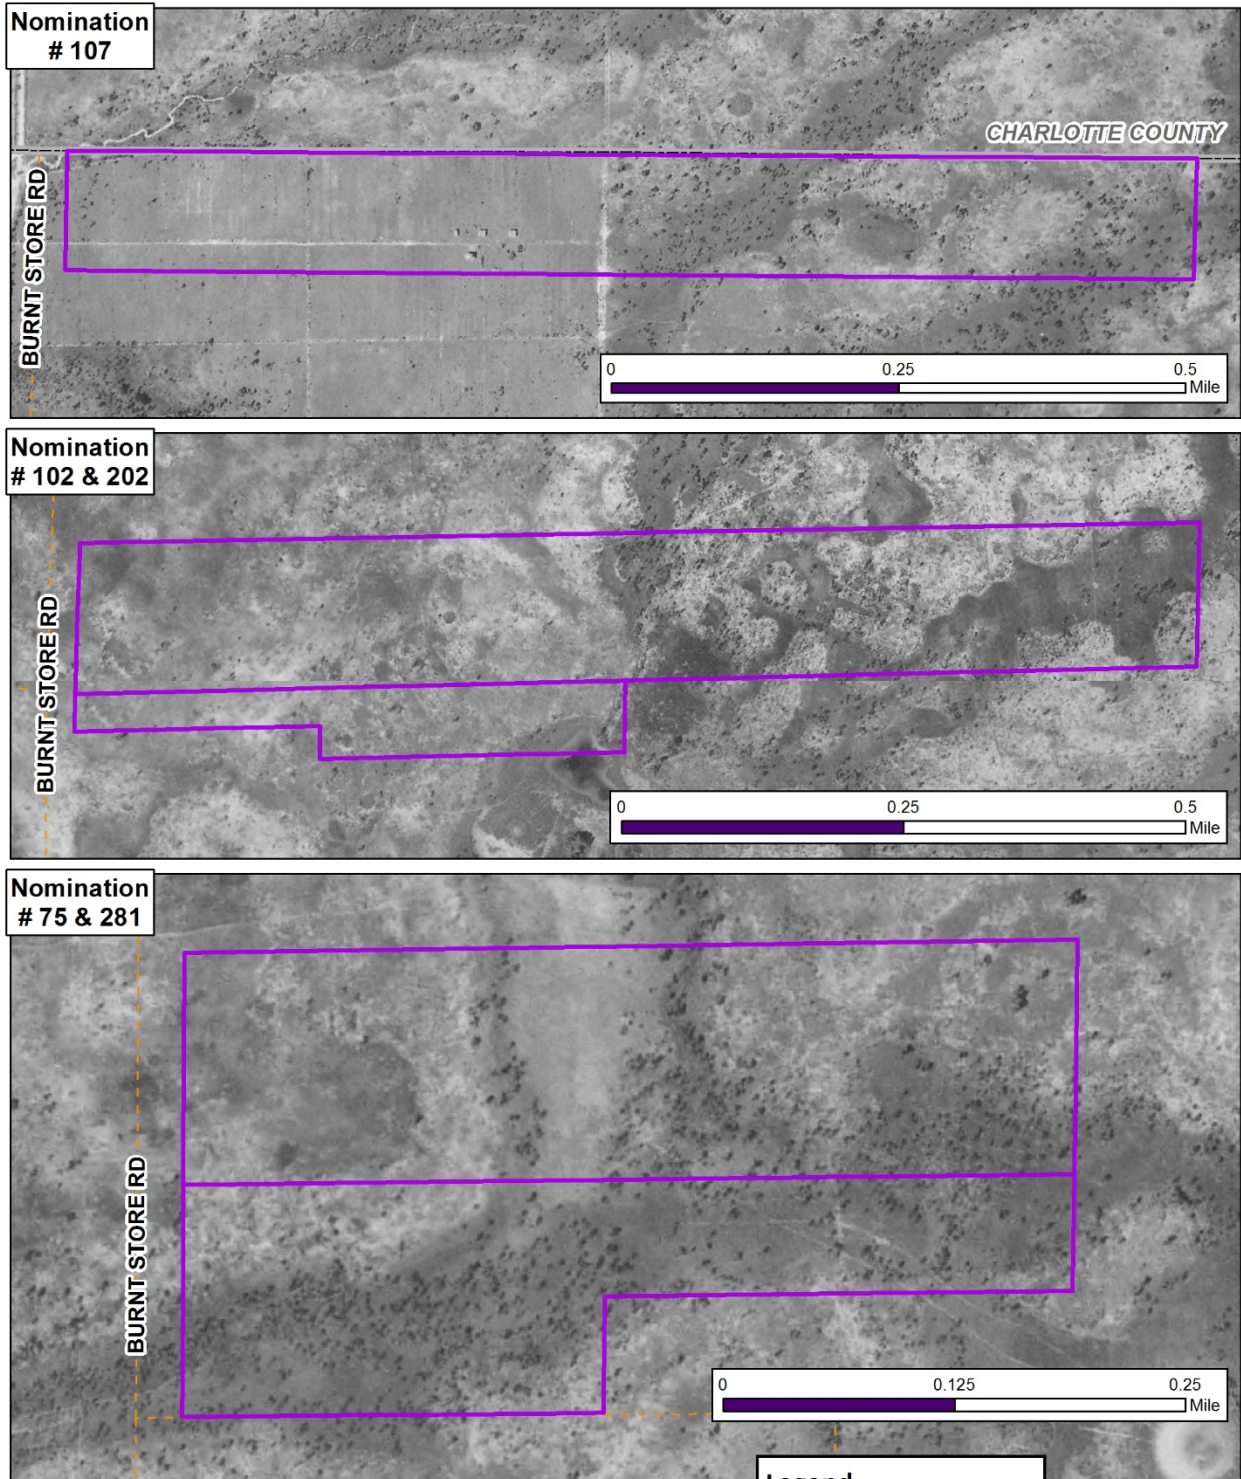 Nomination
# 107
CHARLOTTE COUNTY
BURNT STORE RD
0 0.25 0.5
Mile
Nomination
# 102 & 202
BURNT STORE RD
0 0.25 0.5
Mile
Nomination
# 75 & 281
BURNT STORE RD
0 0.125 0.25
Mile
Legend